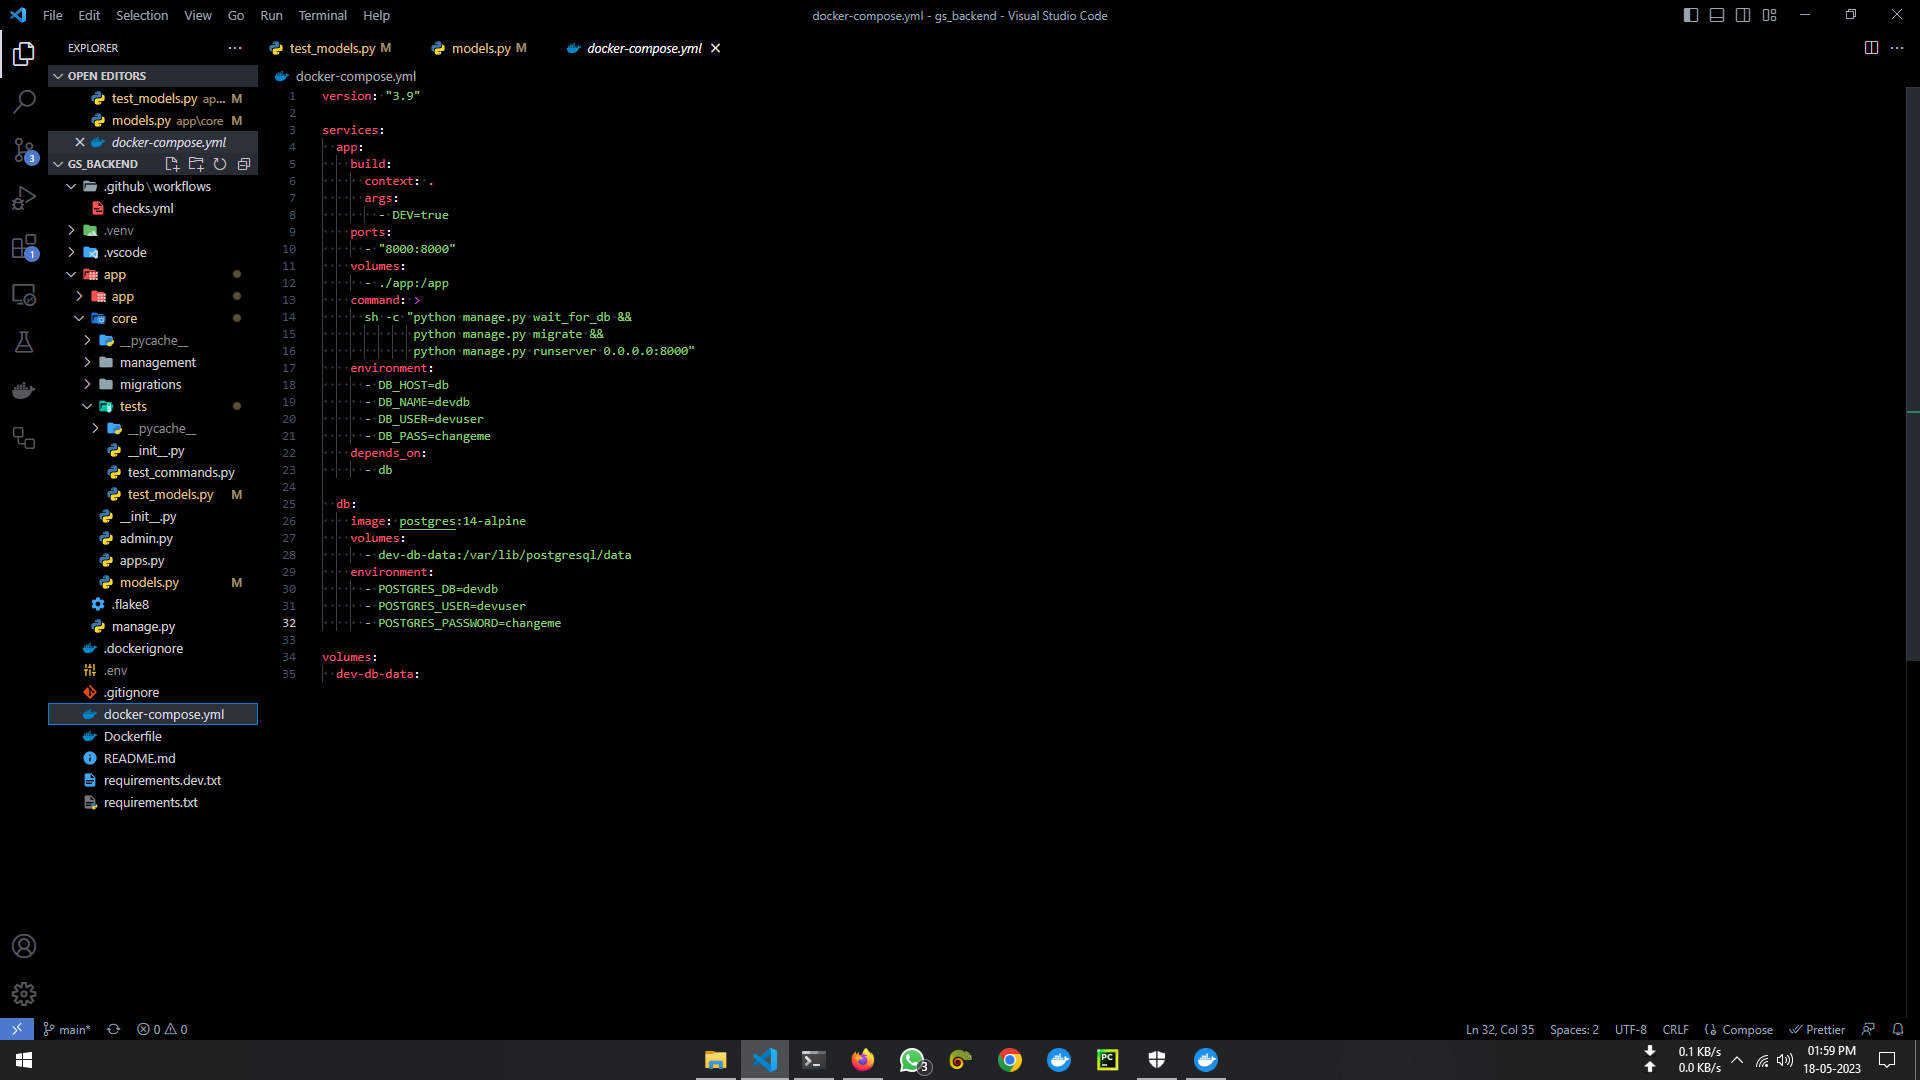 File Edit Selection View Go Run Terminal Help
docker-compose.yml - gs_backend - Visual Studio Code
EXPLORER
OPEN EDITORS
test_models.py ap... M
models.py app\core M
docker-compose.yml
GS_BACKEND
.github\workflows
checks.yml
.venv
.vscode
app
app
core
__pycache__
management
migrations
tests
__pycache__
__init__.py
test_commands.py
test_models.py M
__init__.py
admin.py
apps.py
models.py M
.flake8
manage.py
.dockerignore
.env
.gitignore
docker-compose.yml
Dockerfile
README.md
requirements.dev.txt
requirements.txt
3
1
test_models.py M models.py M docker-compose.yml
docker-compose.yml
1 version: "3.9"
2
3 services:
4 app:
5 build:
6 context: .
7 args:
8 - DEV=true
9 ports:
10 - "8000:8000"
11 volumes:
12 - ./app:/app
13 command: >
14 sh -c "python manage.py wait_for_db &&
15 python manage.py migrate &&
16 python manage.py runserver 0.0.0.0:8000"
17 environment:
18 - DB_HOST=db
19 - DB_NAME=devdb
20 - DB_USER=devuser
21 - DB_PASS=changeme
22 depends_on:
23 - db
24
25 db:
26 image: postgres:14-alpine
27 volumes:
28 - dev-db-data:/var/lib/postgresql/data
29 environment:
30 - POSTGRES_DB=devdb
31 - POSTGRES_USER=devuser
32 - POSTGRES_PASSWORD=changeme
33
34 volumes:
35 dev-db-data:
main* 0 0
Ln 32, Col 35 Spaces: 2 UTF-8 CRLF Compose Prettier
3
PC
0.1 KB/s
0.0 KB/s
01:59 PM
18-05-2023